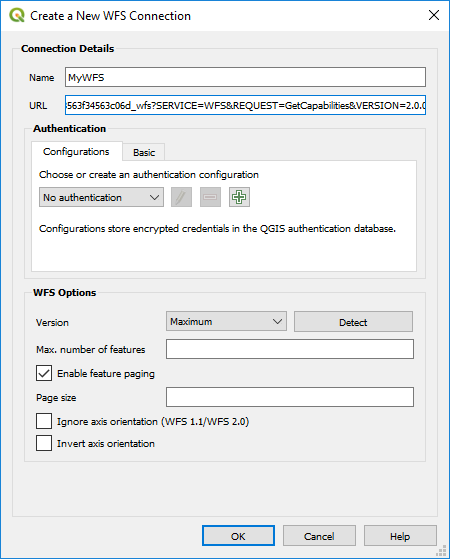 Create a New WFS Connection
Connection Details
Name MyWFS
URL 3563f34563c06d_wfs?SERVICE=WFS&REQUEST=GetCapabilities&VERSION=2.0.0
Authentication
Configurations Basic
Choose or create an authentication configuration
No authentication
Configurations store encrypted credentials in the QGIS authentication database.
WFS Options
Version Maximum Detect
Max. number of features
Enable feature paging
Page size
Ignore axis orientation (WFS 1.1/WFS 2.0)
Invert axis orientation
OK Cancel Help